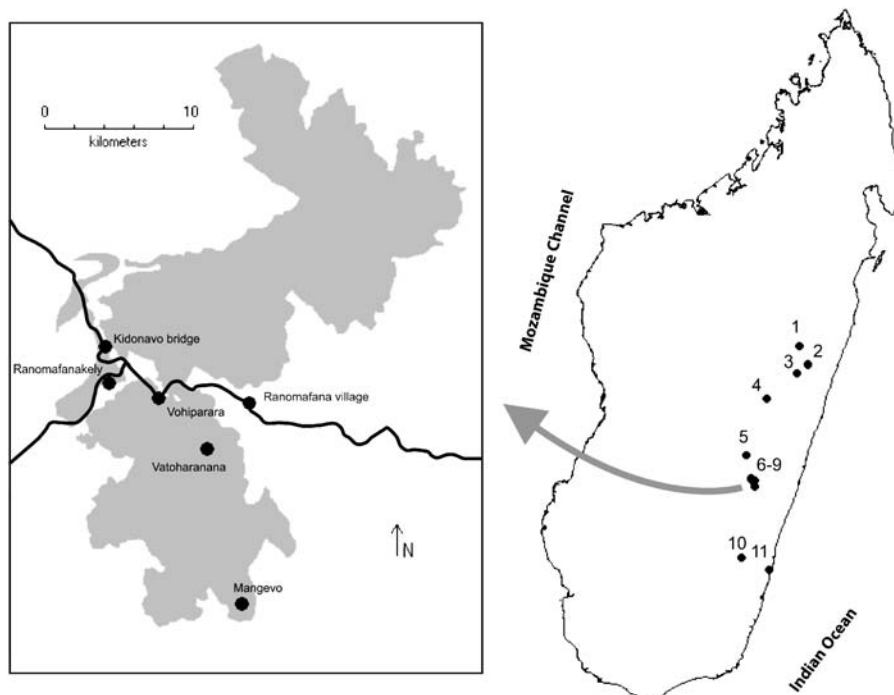 0
10
kilometers
Kidonavo bridge
Ranomafanakely
Ranomafana village
Vohiparara
Vatoharanana
N
Mangevo
Mozambique Channel
1
2
3
4
5
6-9
10
11
Indian Ocean